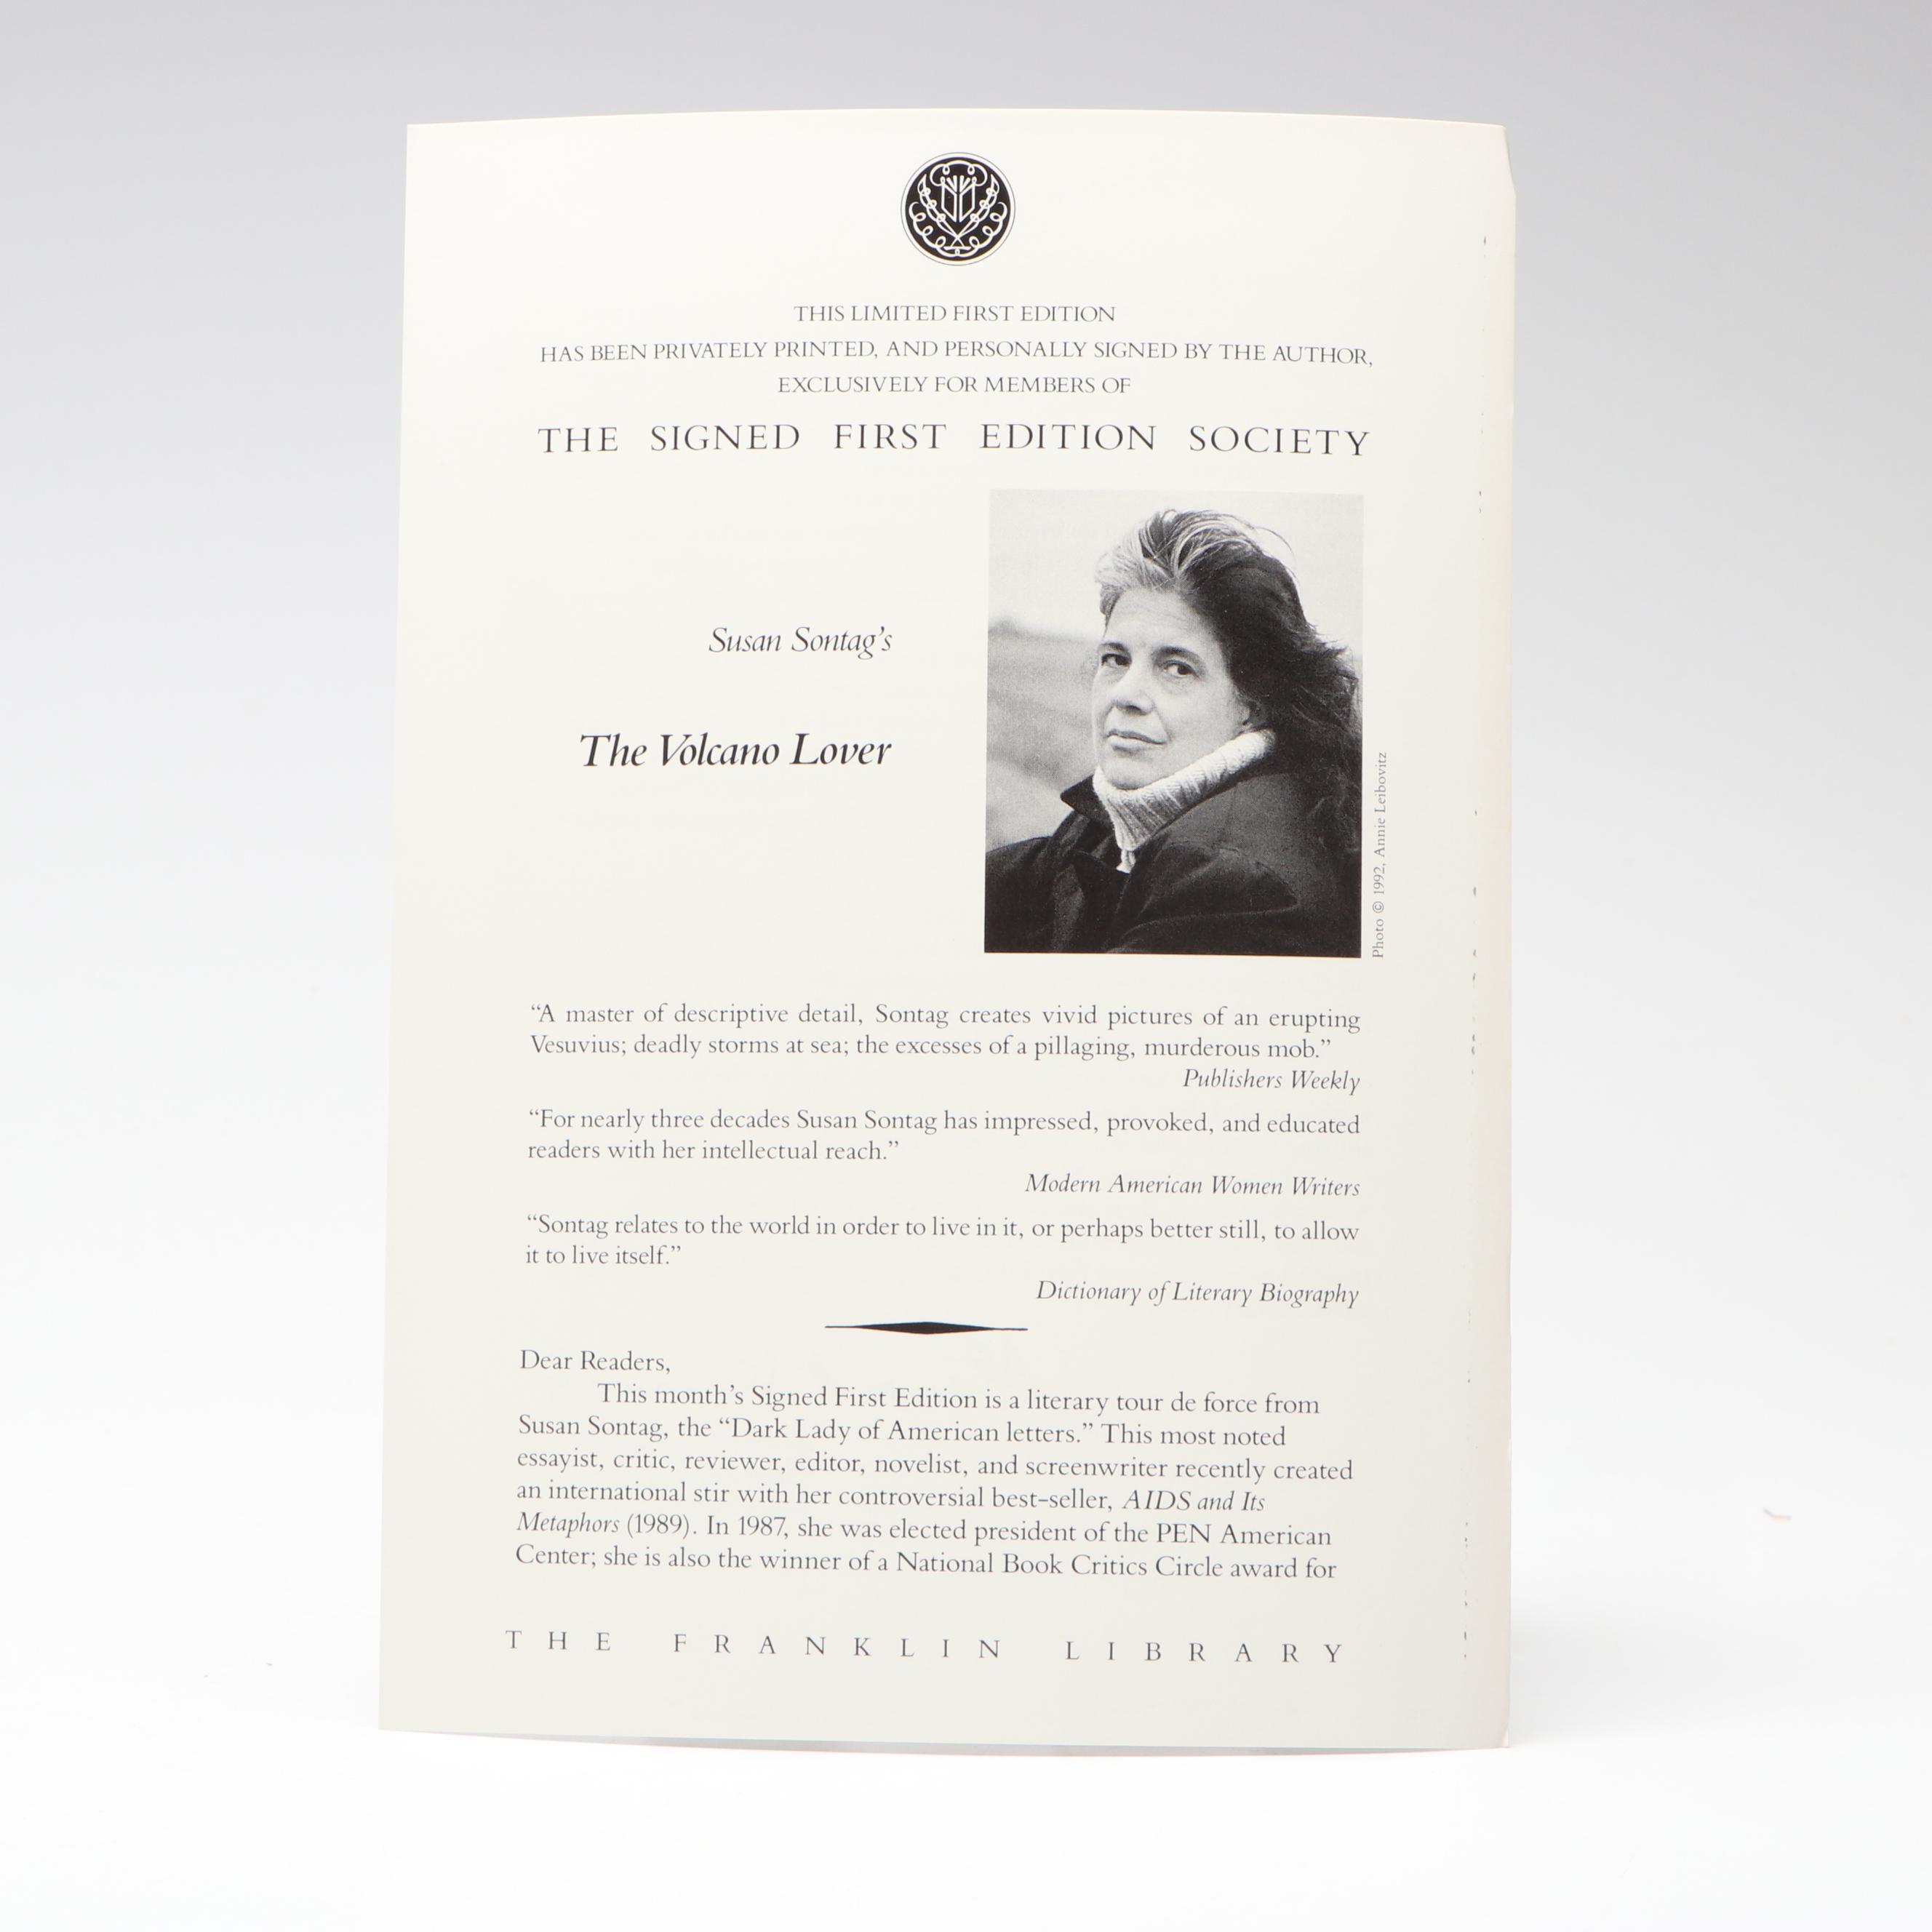 THIS LIMITED FIRST EDITION
HAS BEEN PRIVATELY PRINTED, AND PERSONALLY SIGNED BY THE AUTHOR,
EXCLUSIVELY FOR MEMBERS OF
THE SIGNED FIRST EDITION SOCIETY
Susan Sontag’s
The Volcano Lover
Photo © 1992, Annie Leibovitz
“A master of descriptive detail, Sontag creates vivid pictures of an erupting
Vesuvius; deadly storms at sea; the excesses of a pillaging, murderous mob.”
Publishers Weekly
“For nearly three decades Susan Sontag has impressed, provoked, and educated
readers with her intellectual reach.”
Modern American Women Writers
“Sontag relates to the world in order to live in it, or perhaps better still, to allow
it to live itself.”
Dictionary of Literary Biography
Dear Readers,
This month’s Signed First Edition is a literary tour de force from
Susan Sontag, the “Dark Lady of American letters.” This most noted
essayist, critic, reviewer, editor, novelist, and screenwriter recently created
an international stir with her controversial best-seller, AIDS and Its
Metaphors (1989). In 1987, she was elected president of the PEN American
Center; she is also the winner of a National Book Critics Circle award for
THE FRANKLIN LIBRARY